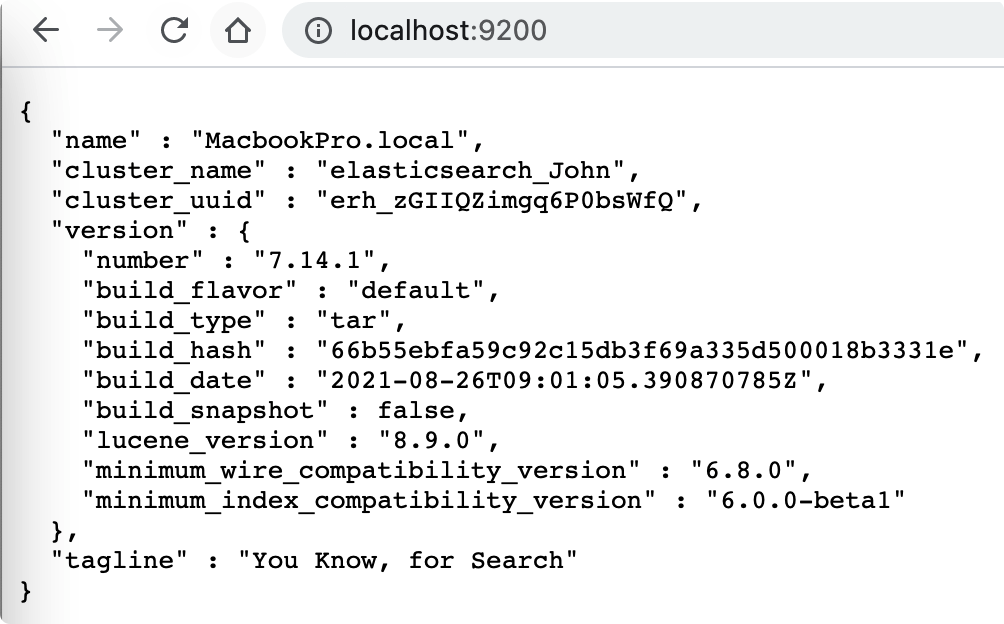 localhost:9200
{
  "name" : "MacbookPro.local",
  "cluster_name" : "elasticsearch_John",
  "cluster_uuid" : "erh_zGIIQZimgq6P0bsWfQ",
  "version" : {
    "number" : "7.14.1",
    "build_flavor" : "default",
    "build_type" : "tar",
    "build_hash" : "66b55ebfa59c92c15db3f69a335d500018b3331e",
    "build_date" : "2021-08-26T09:01:05.390870785Z",
    "build_snapshot" : false,
    "lucene_version" : "8.9.0",
    "minimum_wire_compatibility_version" : "6.8.0",
    "minimum_index_compatibility_version" : "6.0.0-beta1"
  },
  "tagline" : "You Know, for Search"
}